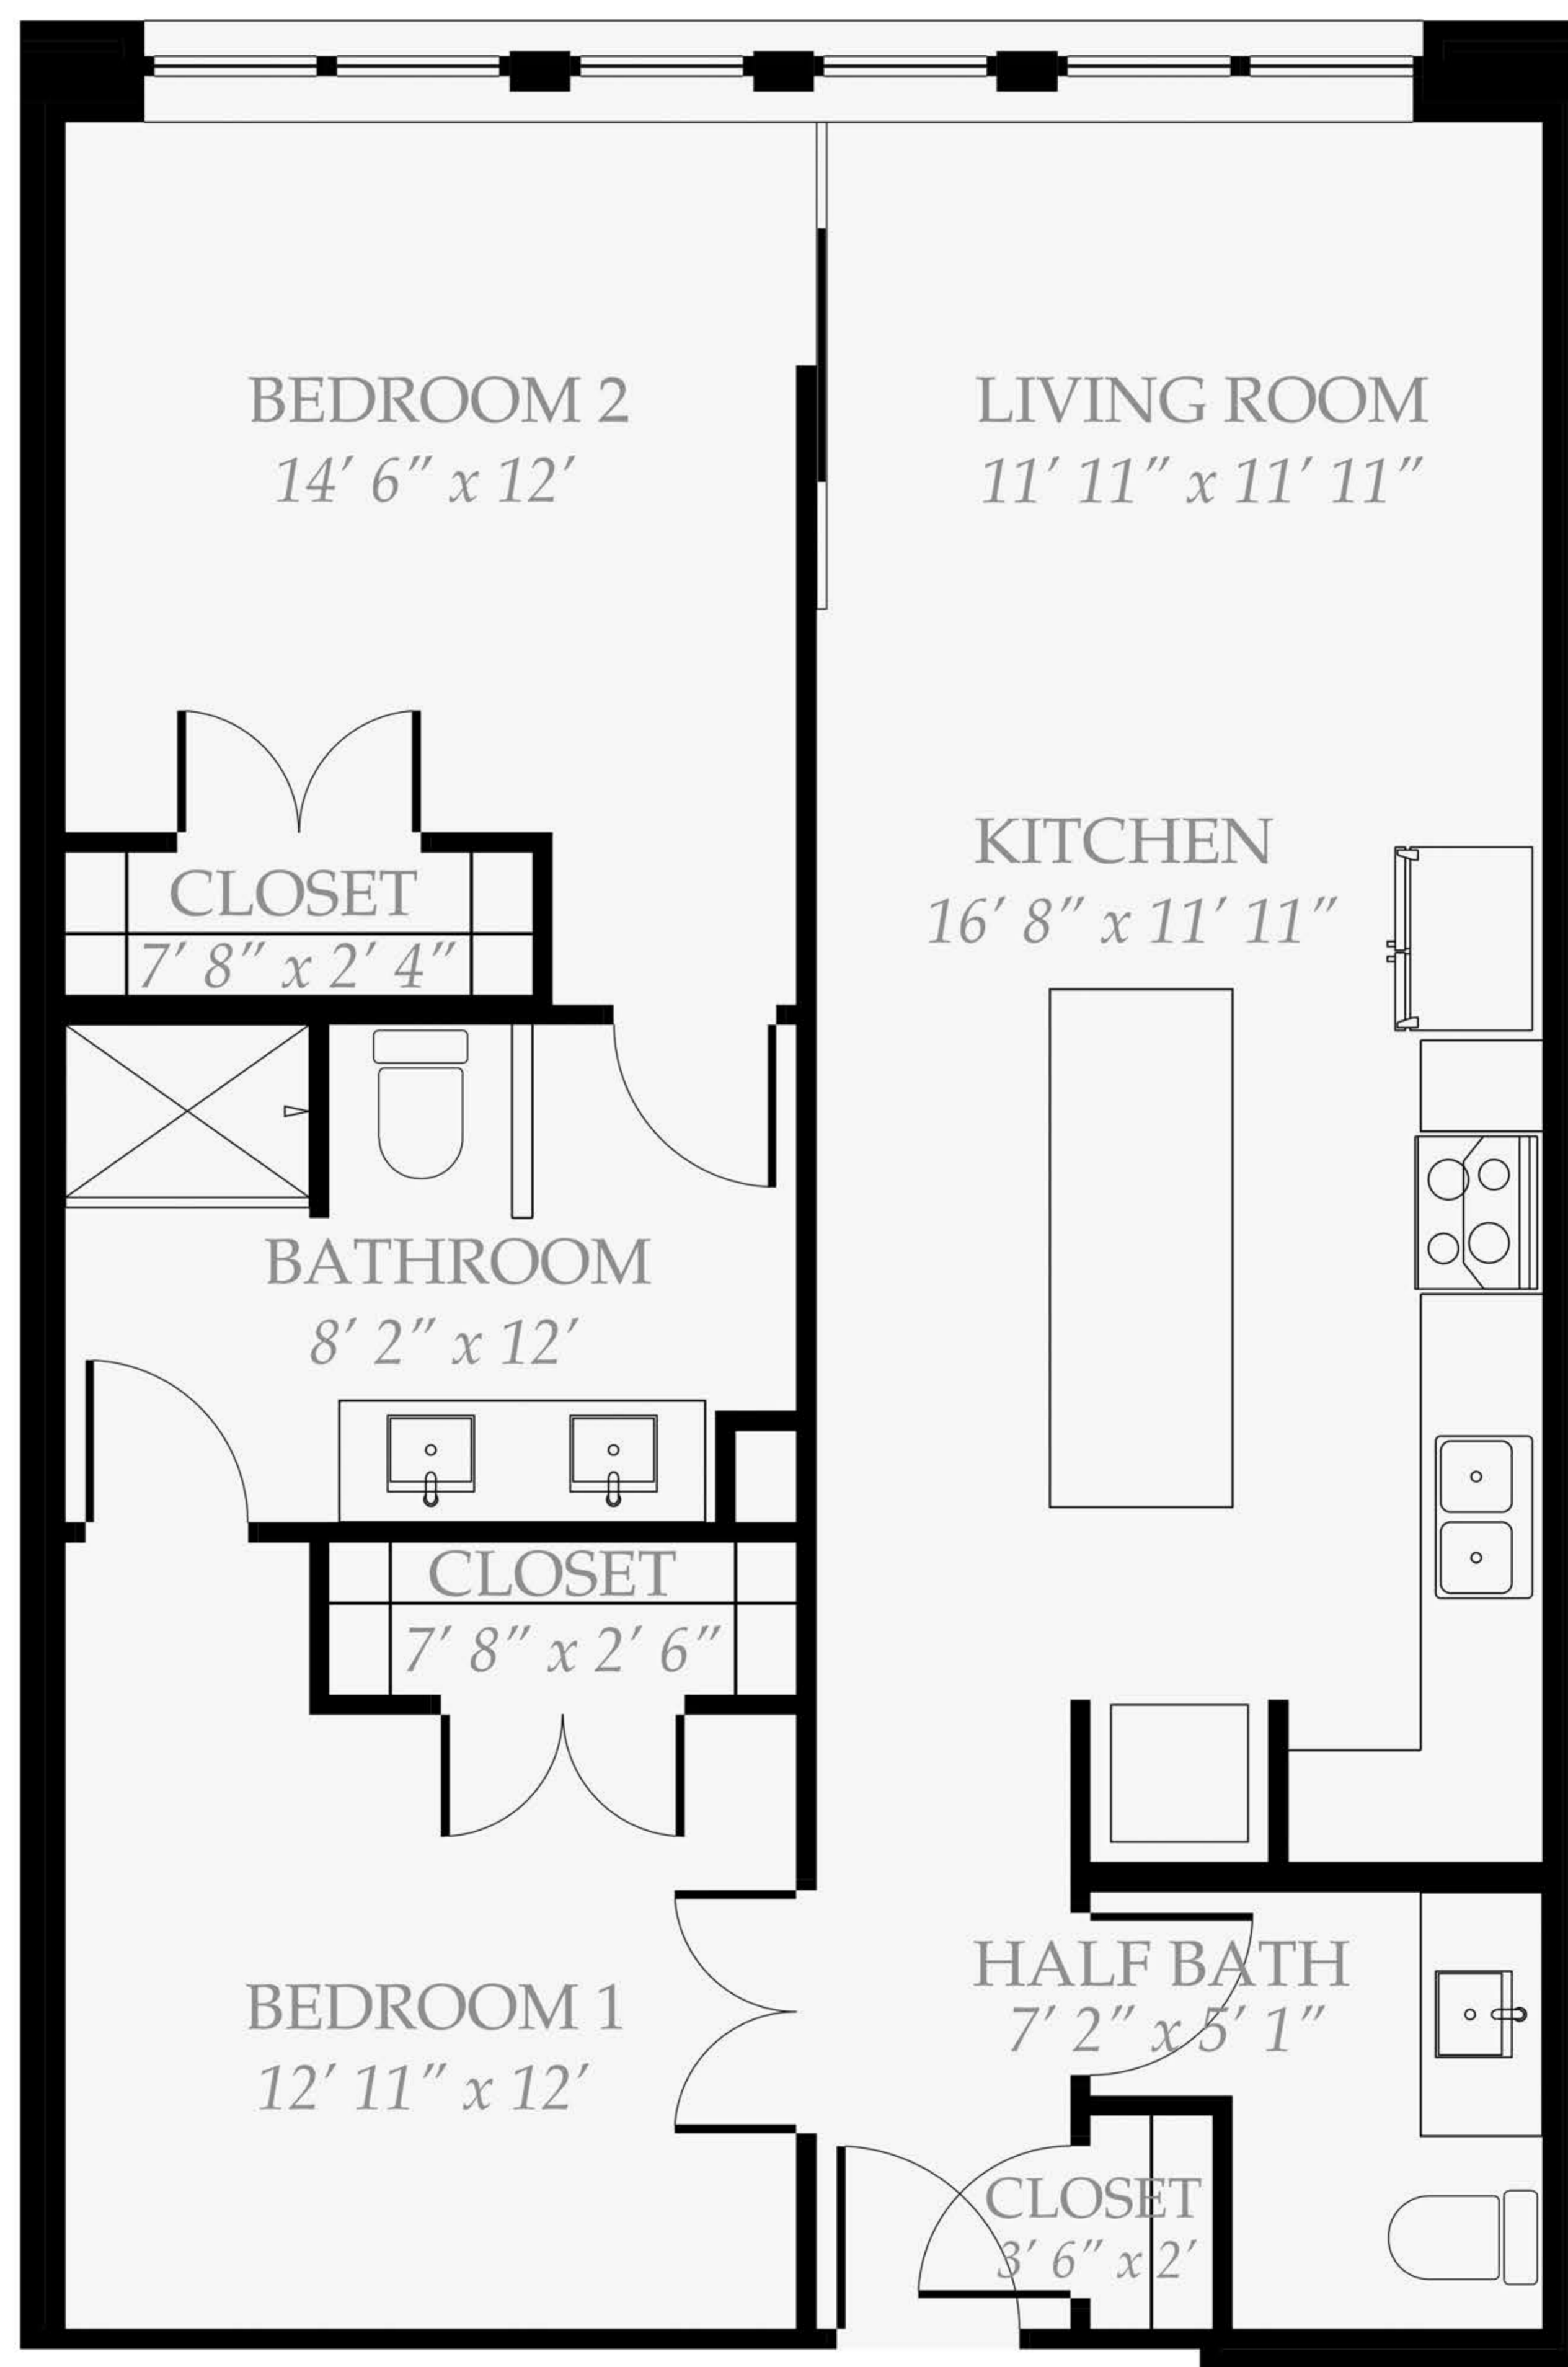 BEDROOM 2
14′ 6″ x 12′
LIVING ROOM
11′ 11″ x 11′ 11″
KITCHEN
16′ 8″ x 11′ 11″
CLOSET
7′ 8″ x 2′ 4″
BATHROOM
8′ 2″ x 12′
CLOSET
7′ 8″ x 2′ 6″
BEDROOM 1
12′ 11″ x 12′
HALF BATH
7′ 2″ x 5′ 1″
CLOSET
3′ 6″ x 2′